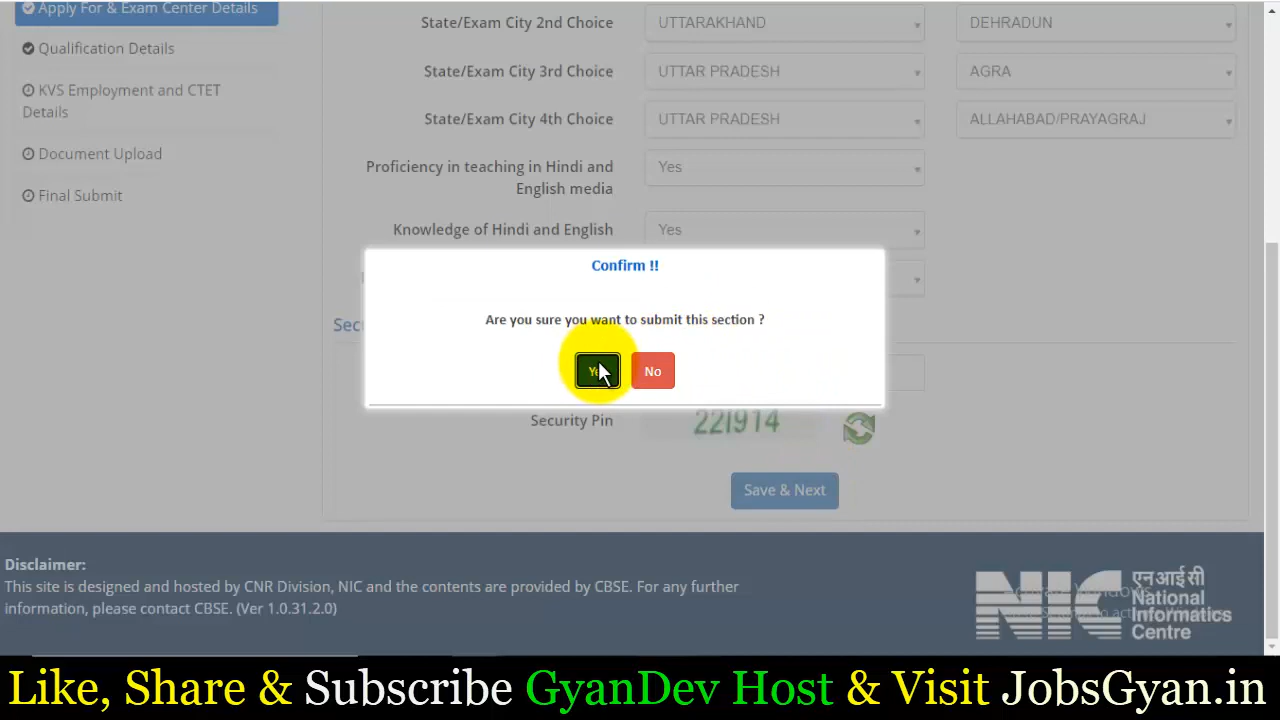 Apply For & Exam Center Details
Qualification Details
KVS Employment and CTET
Details
Document Upload
Final Submit
State/Exam City 2nd Choice UTTARAKHAND DEHRADUN
State/Exam City 3rd Choice UTTAR PRADESH AGRA
State/Exam City 4th Choice UTTAR PRADESH ALLAHABAD/PRAYAGRAJ
Proficiency in teaching in Hindi and Yes
English media
Knowledge of Hindi and English Yes
Confirm !!
Are you sure you want to submit this section ?
No
Security Pin 22I914
Save & Next
Disclaimer:
This site is designed and hosted by CNR Division, NIC and the contents are provided by CBSE. For any further
information, please contact CBSE. (Ver 1.0.31.2.0)
NIC
एन आई सी
National
Informatics
Centre
Like, Share & Subscribe GyanDev Host & Visit JobsGyan.in